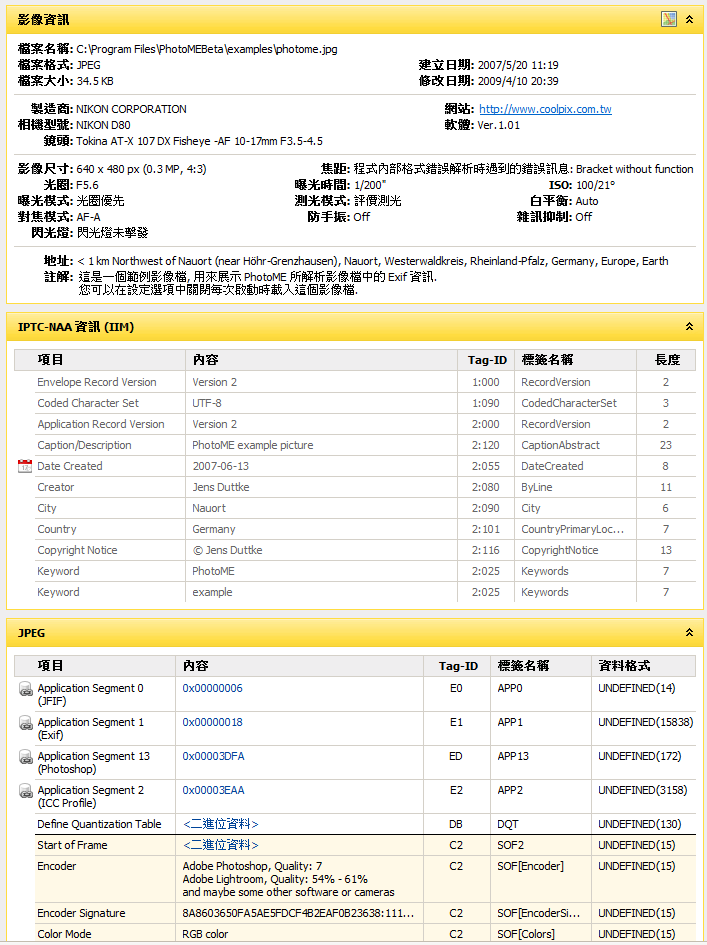 影像資訊
檔案名稱: C:\Program Files\PhotoMEBeta\examples\photome.jpg
檔案格式: JPEG 建立日期: 2007/5/20 11:19
檔案大小: 34.5 KB 修改日期: 2009/4/10 20:39
製造商: NIKON CORPORATION 網站: http://www.coolpix.com.tw
相機型號: NIKON D80 軟體: Ver.1.01
鏡頭: Tokina AT-X 107 DX Fisheye -AF 10-17mm F3.5-4.5
影像尺寸: 640 x 480 px (0.3 MP, 4:3) 焦距: 程式內部格式錯誤解析時遇到的錯誤訊息: Bracket without function
光圈: F5.6 曝光時間: 1/200" ISO: 100/21°
曝光模式: 光圈優先 測光模式: 評價測光 白平衡: Auto
對焦模式: AF-A 防手振: Off 雜訊抑制: Off
閃光燈: 閃光燈未擊發
地址: < 1 km Northwest of Nauort (near Höhr-Grenzhausen), Nauort, Westerwaldkreis, Rheinland-Pfalz, Germany, Europe, Earth
註解: 這是一個範例影像檔, 用來展示 PhotoME 所解析影像檔中的 Exif 資訊.
您可以在設定選項中關閉每次啟動時載入這個影像檔.
IPTC-NAA 資訊 (IIM)
項目 內容 Tag-ID 標籤名稱 長度
Envelope Record Version Version 2 1:000 RecordVersion 2
Coded Character Set UTF-8 1:090 CodedCharacterSet 3
Application Record Version Version 2 2:000 RecordVersion 2
Caption/Description PhotoME example picture 2:120 CaptionAbstract 23
Date Created 2007-06-13 2:055 DateCreated 8
Creator Jens Duttke 2:080 ByLine 11
City Nauort 2:090 City 6
Country Germany 2:101 CountryPrimaryLoc... 7
Copyright Notice © Jens Duttke 2:116 CopyrightNotice 13
Keyword PhotoME 2:025 Keywords 7
Keyword example 2:025 Keywords 7
JPEG
項目 內容 Tag-ID 標籤名稱 資料格式
Application Segment 0 0x00000006 E0 APP0 UNDEFINED(14)
(JFIF)
Application Segment 1 0x00000018 E1 APP1 UNDEFINED(15838)
(Exif)
Application Segment 13 0x00003DFA ED APP13 UNDEFINED(172)
(Photoshop)
Application Segment 2 0x00003EAA E2 APP2 UNDEFINED(3158)
(ICC Profile)
Define Quantization Table <二進位資料> DB DQT UNDEFINED(130)
Start of Frame <二進位資料> C2 SOF2 UNDEFINED(15)
Encoder Adobe Photoshop, Quality: 7 C2 SOF[Encoder] UNDEFINED(15)
Adobe Lightroom, Quality: 54% - 61%
and maybe some other software or cameras
Encoder Signature 8A8603650FA5AE5FDCF4B2EAF0B23638:111... C2 SOF[EncoderSi... UNDEFINED(15)
Color Mode RGB color C2 SOF[Colors] UNDEFINED(15)